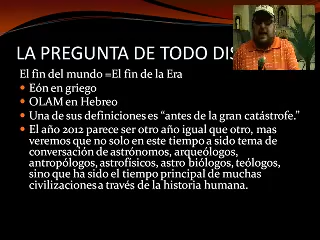 LA PREGUNTA DE TODO
El fin del mundo =El fin de la Era
Eón en griego
OLAM en Hebreo
Una de sus definiciones es “antes de la gran catástrofe.”
El año 2012 parece ser otro año igual que otro, mas
veremos que no solo en este tiempo a sido tema de
conversación de astrónomos, arqueólogos,
antropólogos, astrofísicos, astro biólogos, teólogos,
sino que ha sido el tiempo principal de muchas
civilizaciones a través de la historia humana.